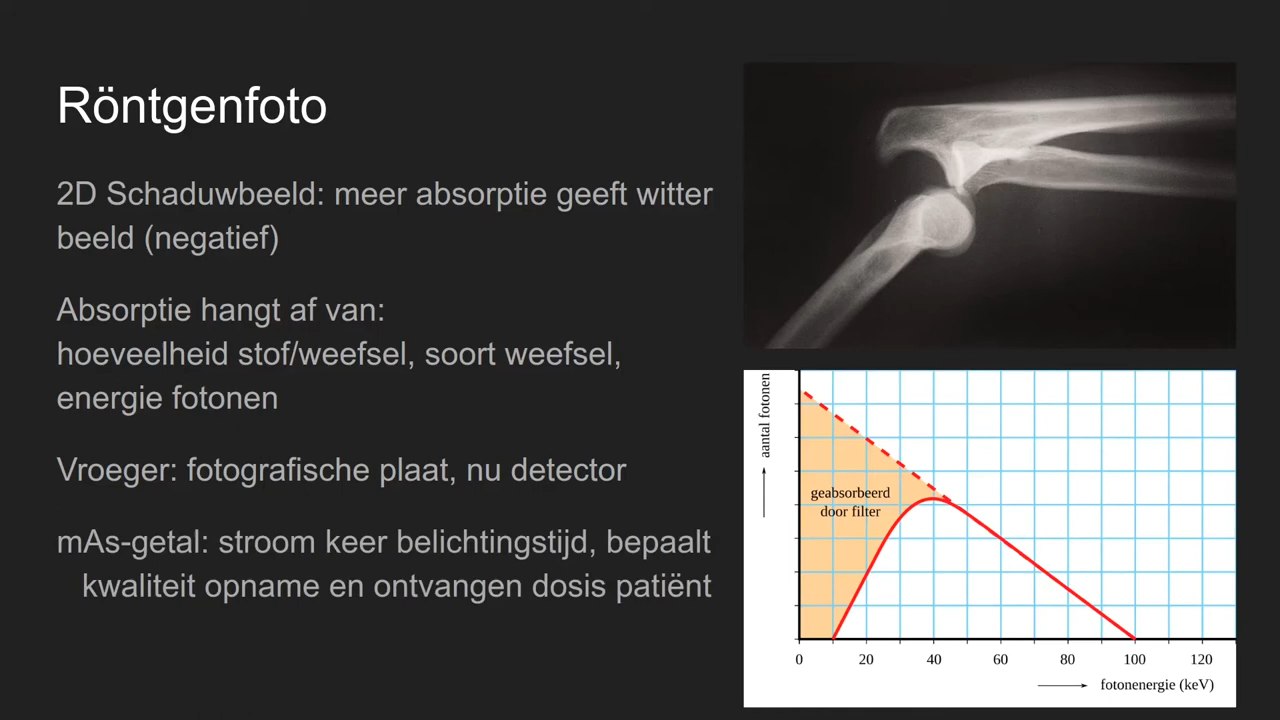 Röntgenfoto
2D Schaduwbeeld: meer absorptie geeft witter
beeld (negatief)
Absorptie hangt af van:
hoeveelheid stof/weefsel, soort weefsel,
energie fotonen
Vroeger: fotografische plaat, nu detector
mAs-getal: stroom keer belichtingstijd, bepaalt
kwaliteit opname en ontvangen dosis patiënt
aantal fotonen
geabsorbeerd
door filter
0 20 40 60 80 100 120
fotonenergie (keV)